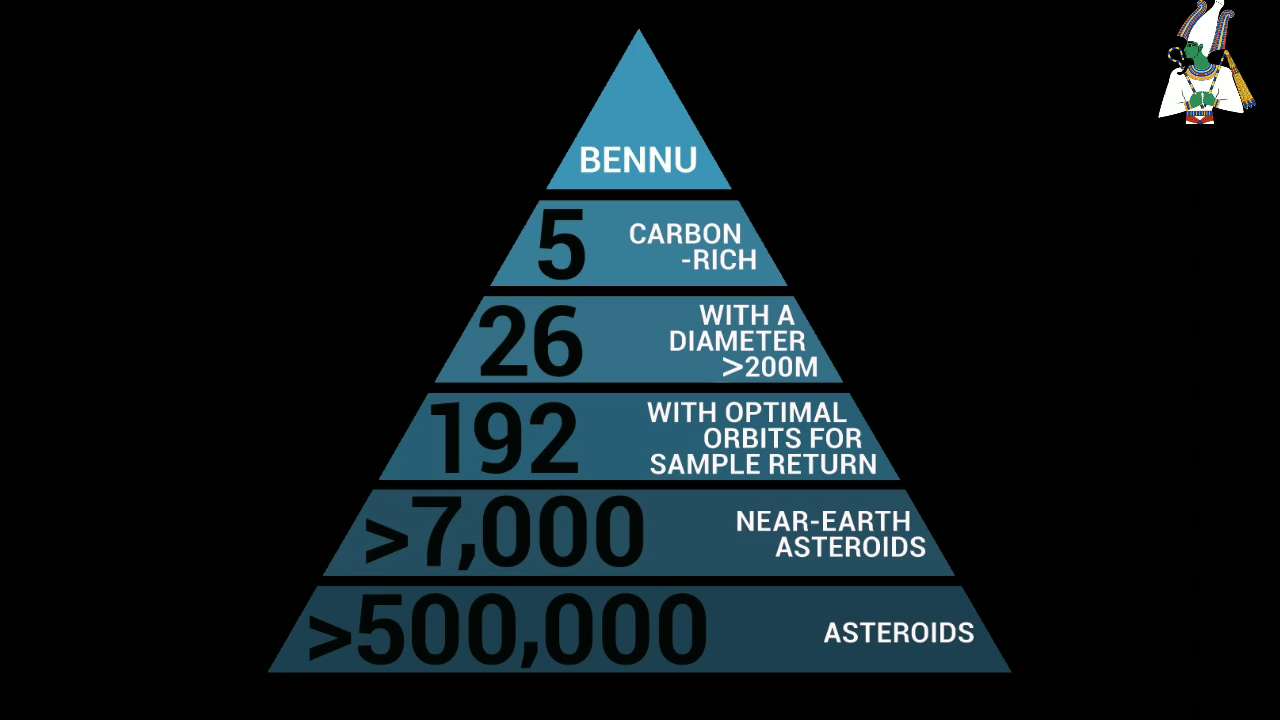 BENNU
5 CARBON
-RICH
26 WITH A
DIAMETER
>200M
192 WITH OPTIMAL
ORBITS FOR
SAMPLE RETURN
>7,000 NEAR-EARTH
ASTEROIDS
>500,000 ASTEROIDS